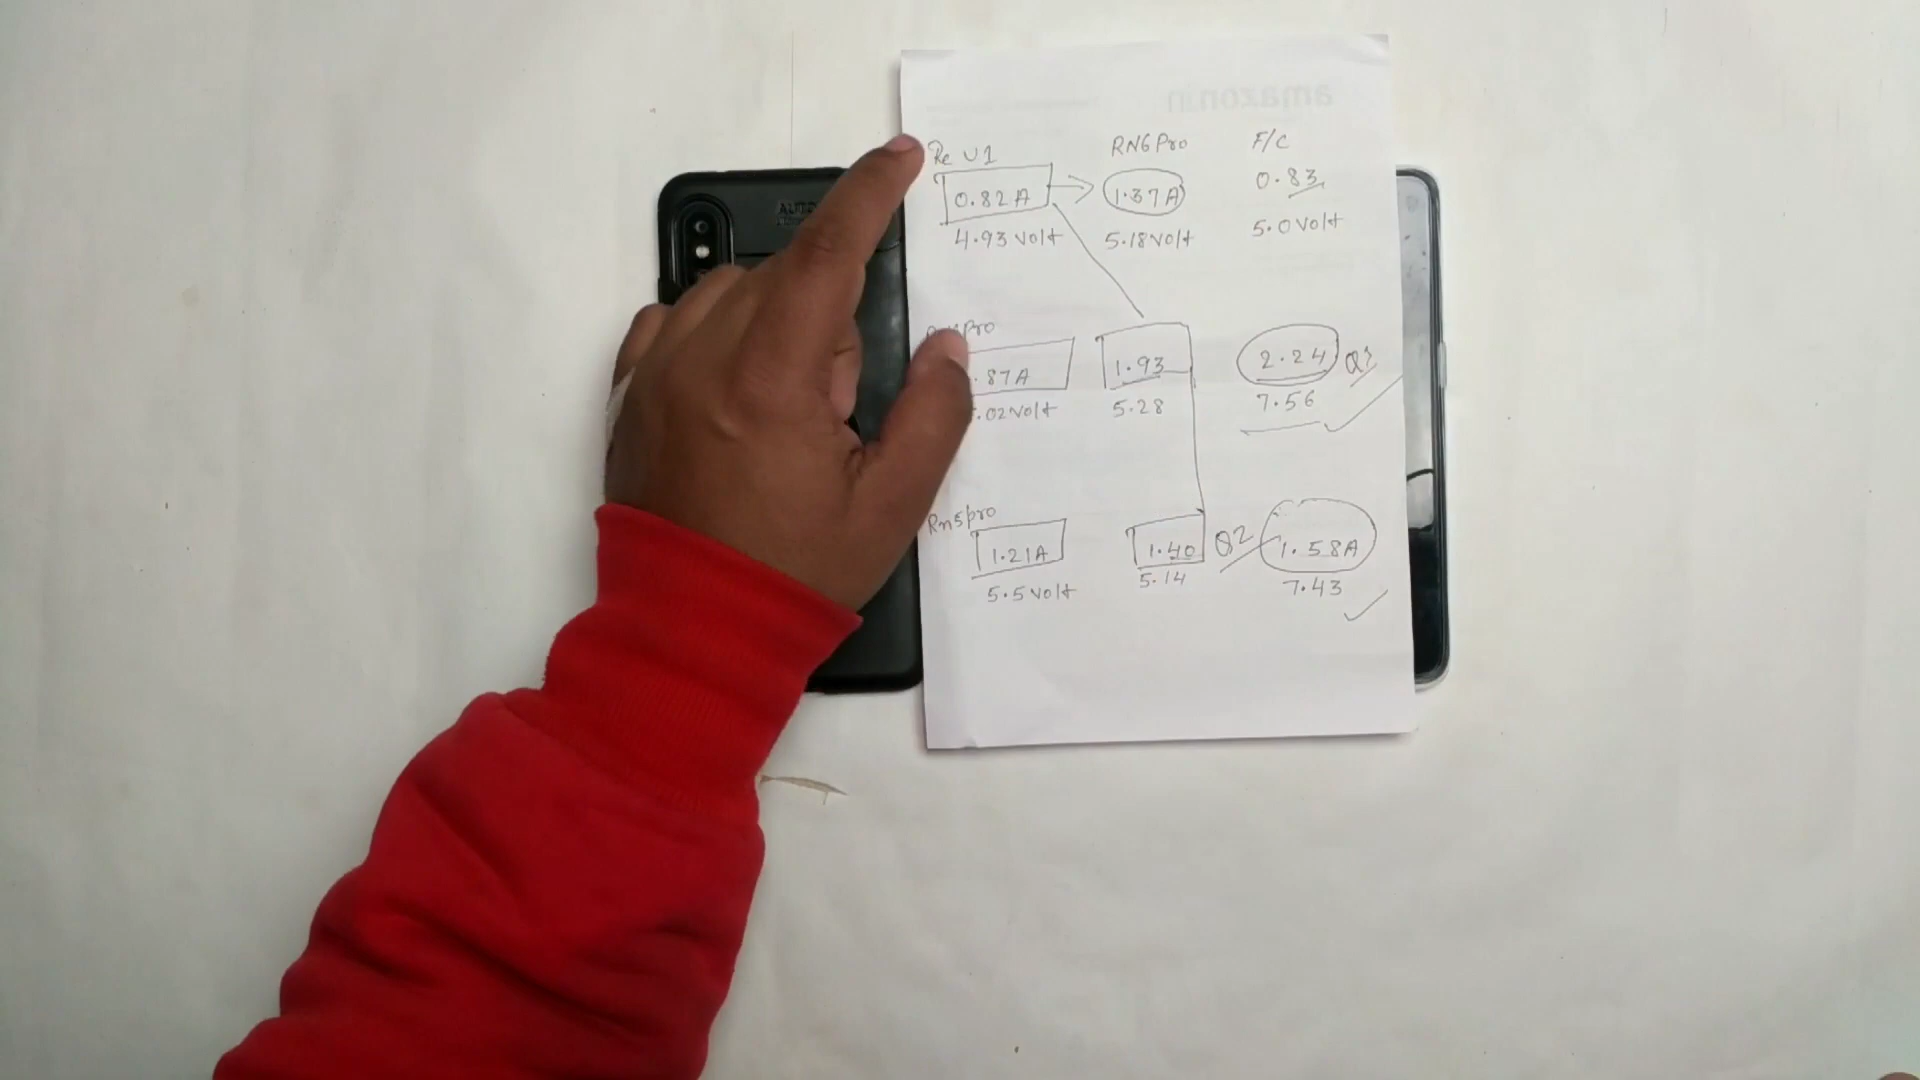 amazon.in
Re U1 RN6Pro F/C
0.82A 1.37A 0.83
4.93 Volt 5.18 Volt 5.0 Volt
Pro
.87A 1.93 2.24 Q3
.02 Volt 5.28 7.56
Rn5pro
1.21A 1.40 Q2 1.58A
5.5 Volt 5.14 7.43